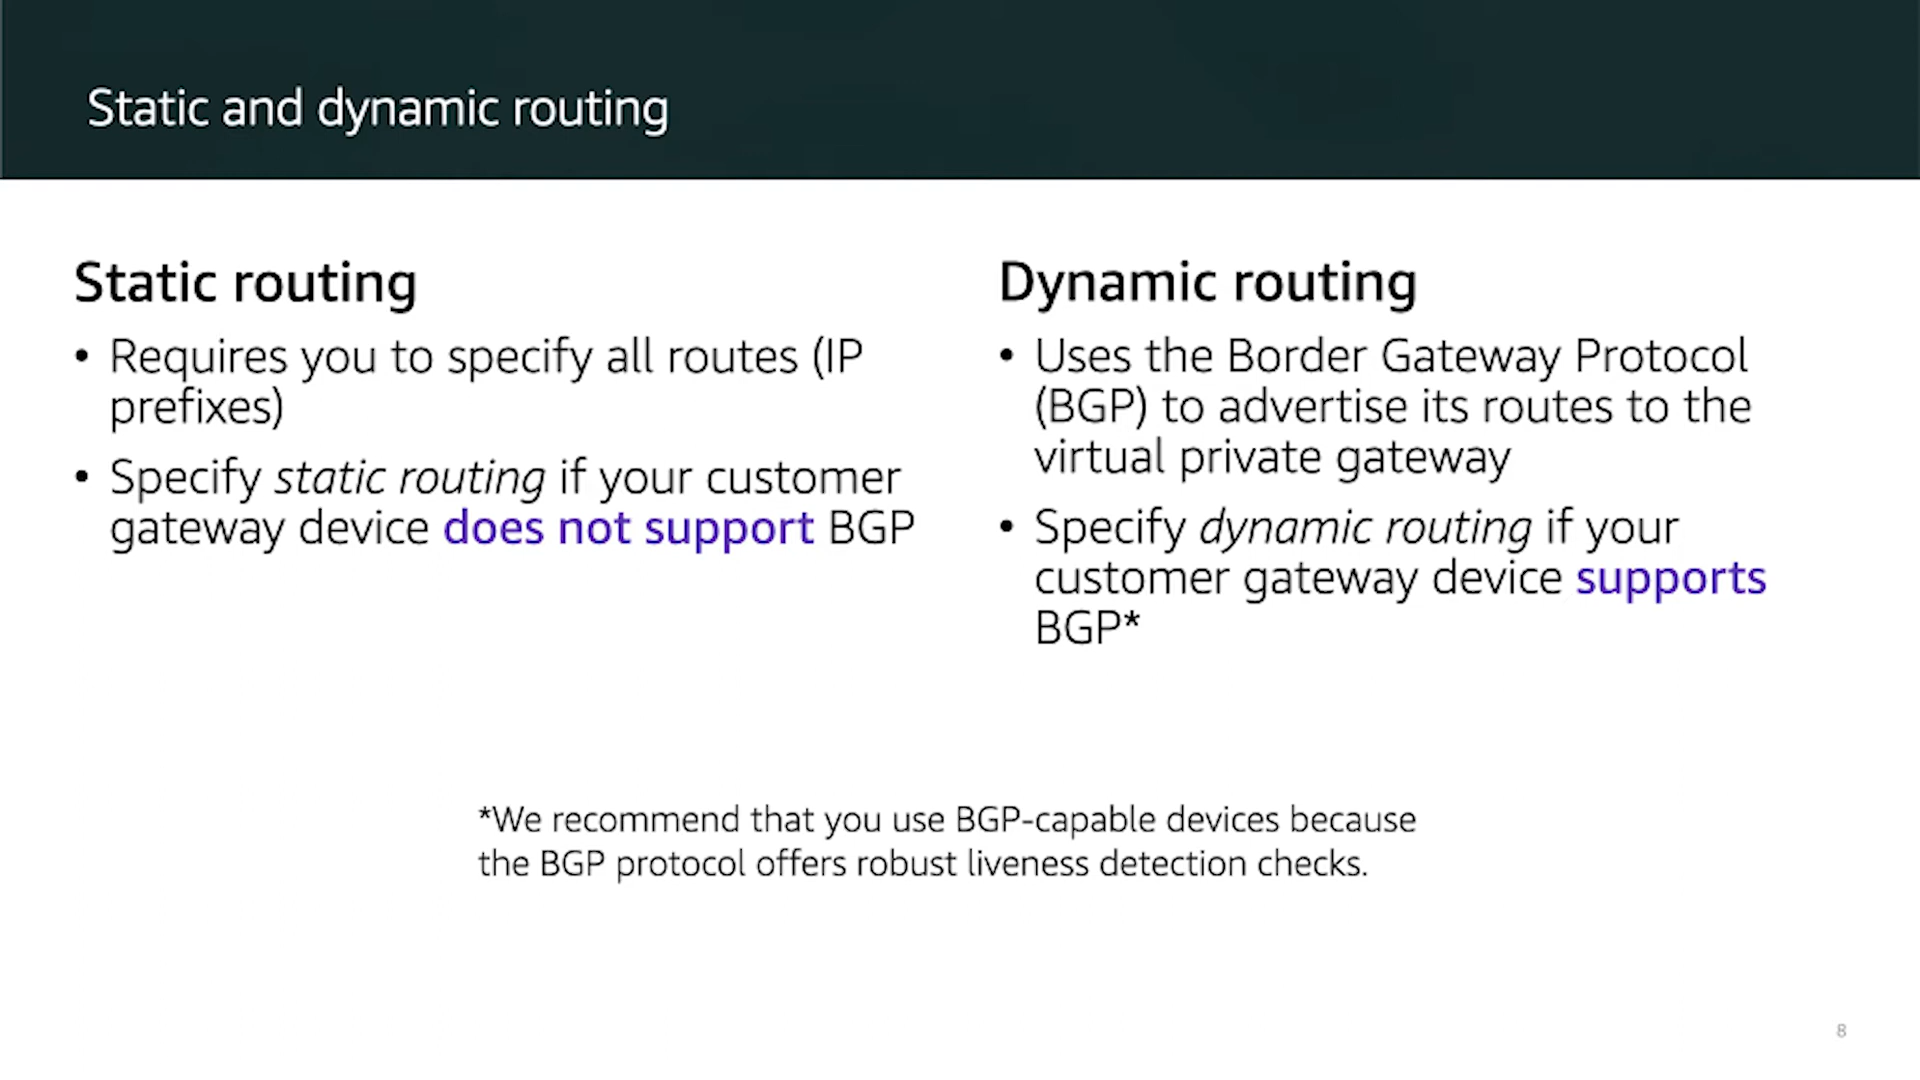 Static and dynamic routing
Static routing
• Requires you to specify all routes (IP
prefixes)
• Specify static routing if your customer
gateway device does not support BGP
Dynamic routing
• Uses the Border Gateway Protocol
(BGP) to advertise its routes to the
virtual private gateway
• Specify dynamic routing if your
customer gateway device supports
BGP*
*We recommend that you use BGP-capable devices because
the BGP protocol offers robust liveness detection checks.
8